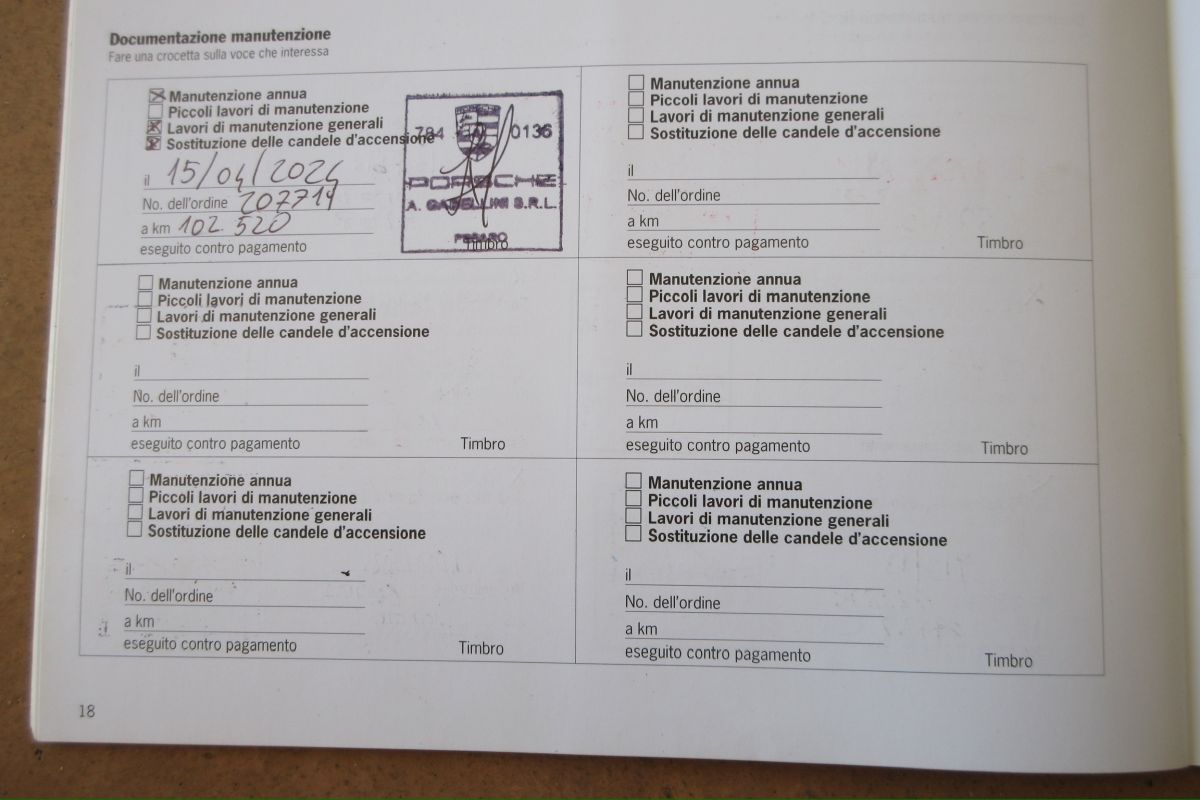 Documentazione manutenzione
Fare una crocetta sulla voce che interessa
Manutenzione annua
Piccoli lavori di manutenzione
Lavori di manutenzione generali
Sostituzione delle candele d'accensione
il 15/04/2024
No. dell'ordine 207714
a km 102 520
eseguito contro pagamento
784 0136
PORSCHE
A. GABELLINI S.R.L.
PESARO
Timbro
Manutenzione annua
Piccoli lavori di manutenzione
Lavori di manutenzione generali
Sostituzione delle candele d'accensione
il
No. dell'ordine
a km
eseguito contro pagamento Timbro
Manutenzione annua
Piccoli lavori di manutenzione
Lavori di manutenzione generali
Sostituzione delle candele d'accensione
il
No. dell'ordine
a km
eseguito contro pagamento Timbro
Manutenzione annua
Piccoli lavori di manutenzione
Lavori di manutenzione generali
Sostituzione delle candele d'accensione
il
No. dell'ordine
a km
eseguito contro pagamento Timbro
Manutenzione annua
Piccoli lavori di manutenzione
Lavori di manutenzione generali
Sostituzione delle candele d'accensione
il
No. dell'ordine
a km
eseguito contro pagamento Timbro
Manutenzione annua
Piccoli lavori di manutenzione
Lavori di manutenzione generali
Sostituzione delle candele d'accensione
il
No. dell'ordine
a km
eseguito contro pagamento Timbro
18